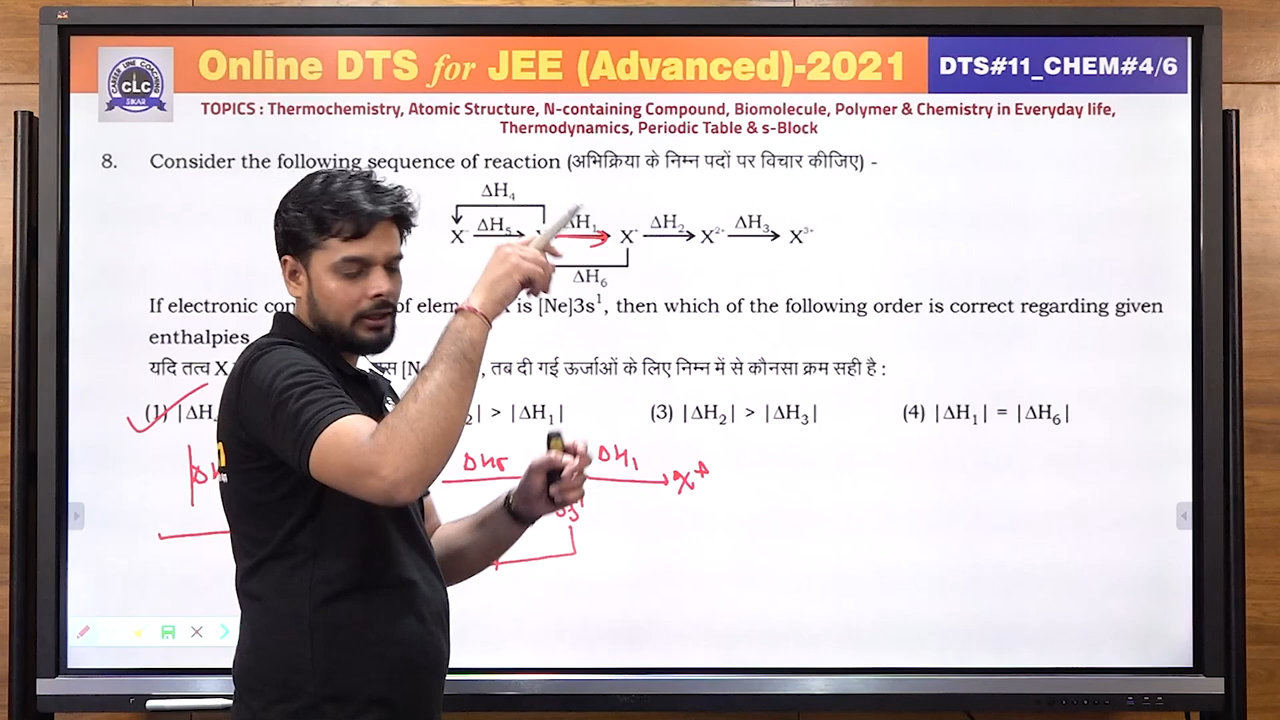 Online DTS for JEE (Advanced)-2021
DTS#11_CHEM#4/6
CAREER LINE COACHING
CLC
SIKAR
TOPICS : Thermochemistry, Atomic Structure, N-containing Compound, Biomolecule, Polymer & Chemistry in Everyday life,
Thermodynamics, Periodic Table & s-Block
8. Consider the following sequence of reaction (अभिक्रिया के निम्न पदों पर विचार कीजिए) -
ΔH₄
X⁻ ΔH₅ ΔH₁ X⁺ ΔH₂ X²⁺ ΔH₃ X³⁺
ΔH₆
If electronic of is [Ne]3s¹, then which of the following order is correct regarding given
enthalpies
यदि तत्व X [N , तब दी गई ऊर्जाओं के लिए निम्न में से कौनसा क्रम सही है :
(1) |ΔH > |ΔH₁| (3) |ΔH₂| > |ΔH₃| (4) |ΔH₁| = |ΔH₆|
ΔH₅ ΔH₁ X⁺